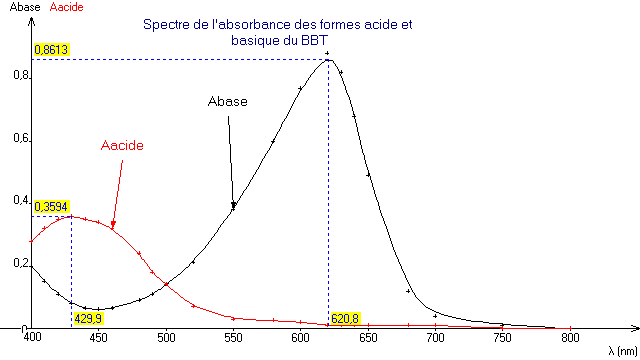 Abase Aacide
Spectre de l'absorbance des formes acide et
basique du BBT
0,8613
0,8
Abase
0,6
Aacide
0,4
0,3594
0,2
429,9
620,8
0
400 450 500 550 600 650 700 750 800
λ (nm)